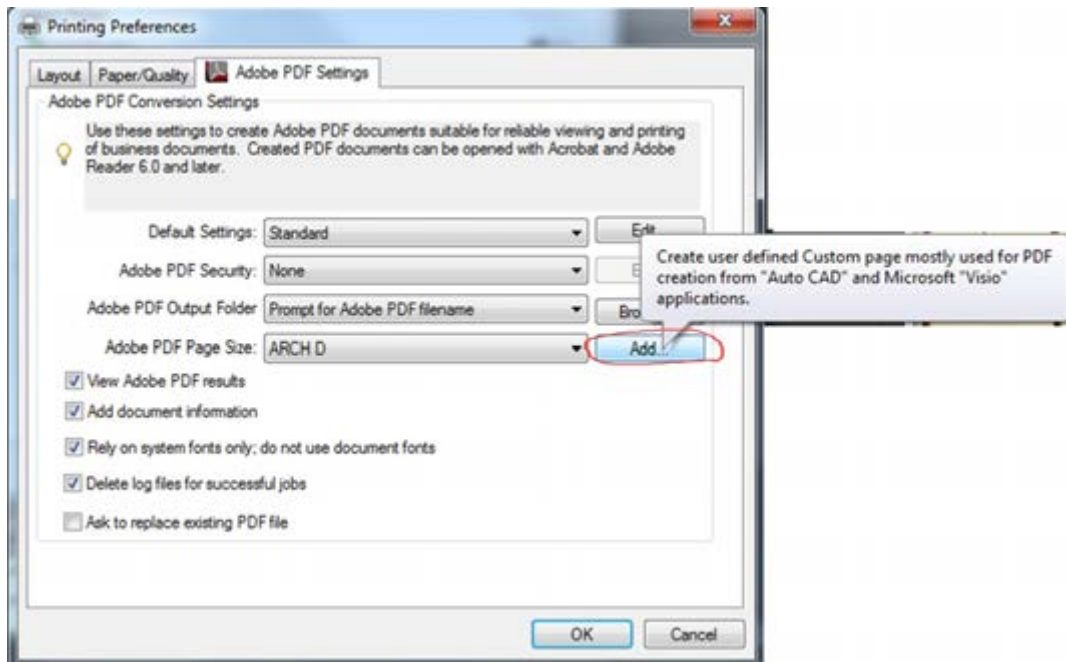 Printing Preferences
Layout Paper/Quality Adobe PDF Settings
Adobe PDF Conversion Settings
Use these settings to create Adobe PDF documents suitable for reliable viewing and printing
of business documents. Created PDF documents can be opened with Acrobat and Adobe
Reader 6.0 and later.
Default Settings: Standard
Create user defined Custom page mostly used for PDF
creation from "Auto CAD" and Microsoft "Visio"
applications.
Adobe PDF Security: None
Adobe PDF Output Folder Prompt for Adobe PDF filename
Adobe PDF Page Size: ARCH D Add...
View Adobe PDF results
Add document information
Rely on system fonts only; do not use document fonts
Delete log files for successful jobs
Ask to replace existing PDF file
OK Cancel